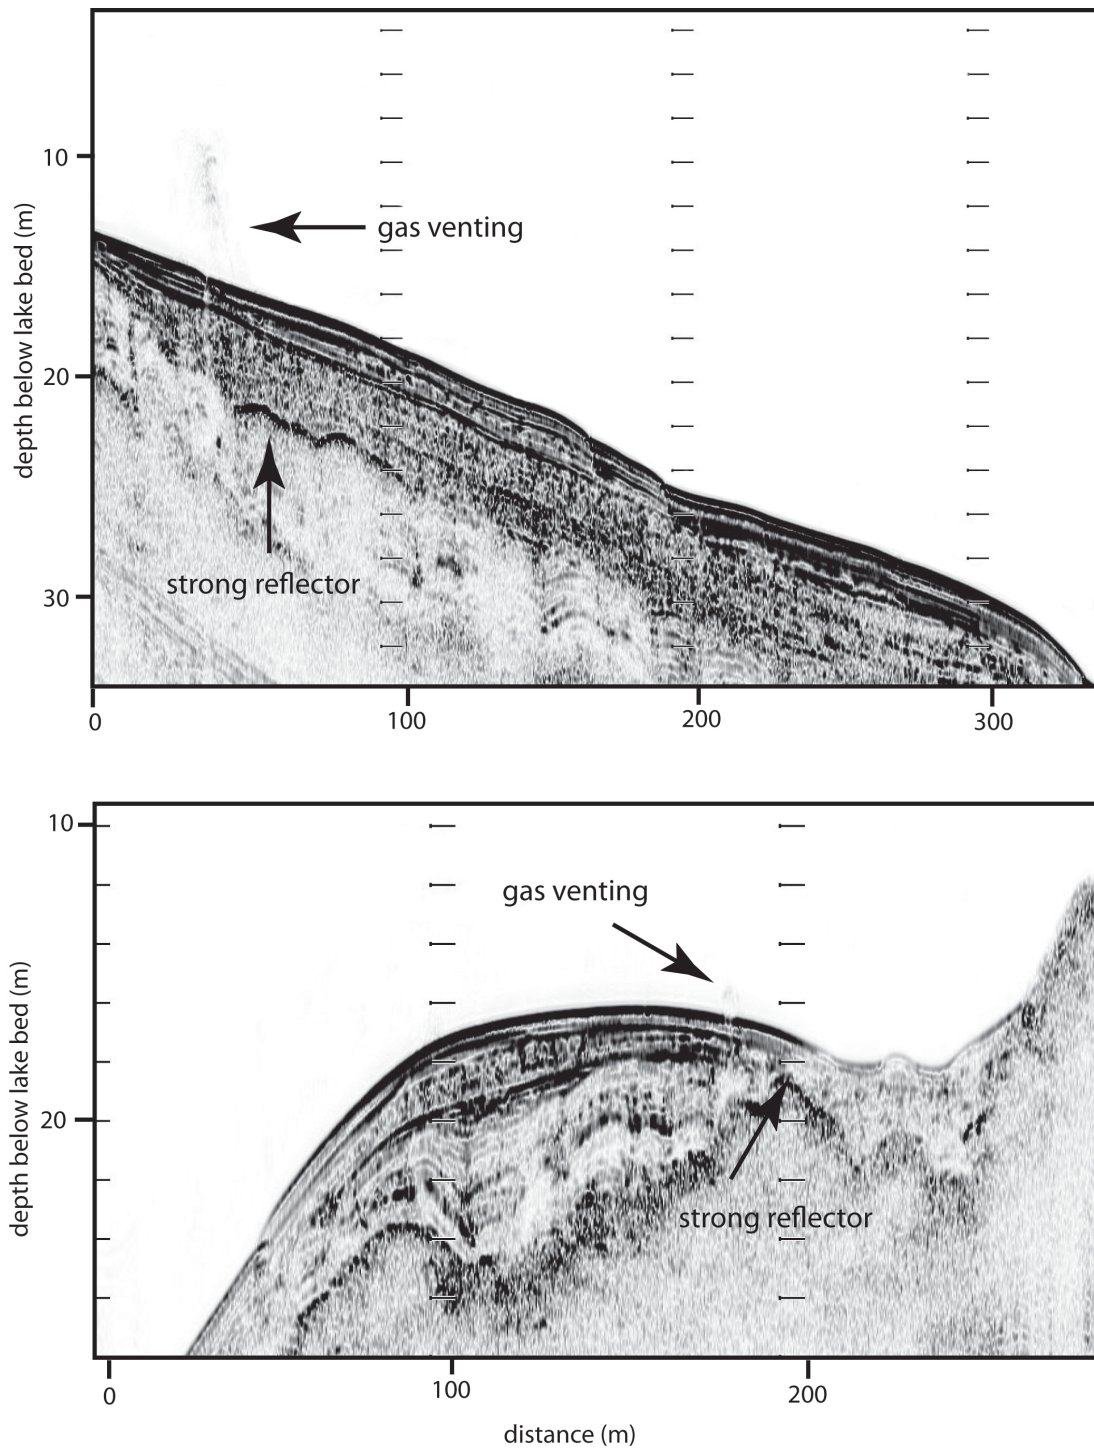 10
gas venting
depth below lake bed (m)
20
strong reflector
30
0
100
200
300
10
gas venting
depth below lake bed (m)
20
strong reflector
0
100
200
distance (m)